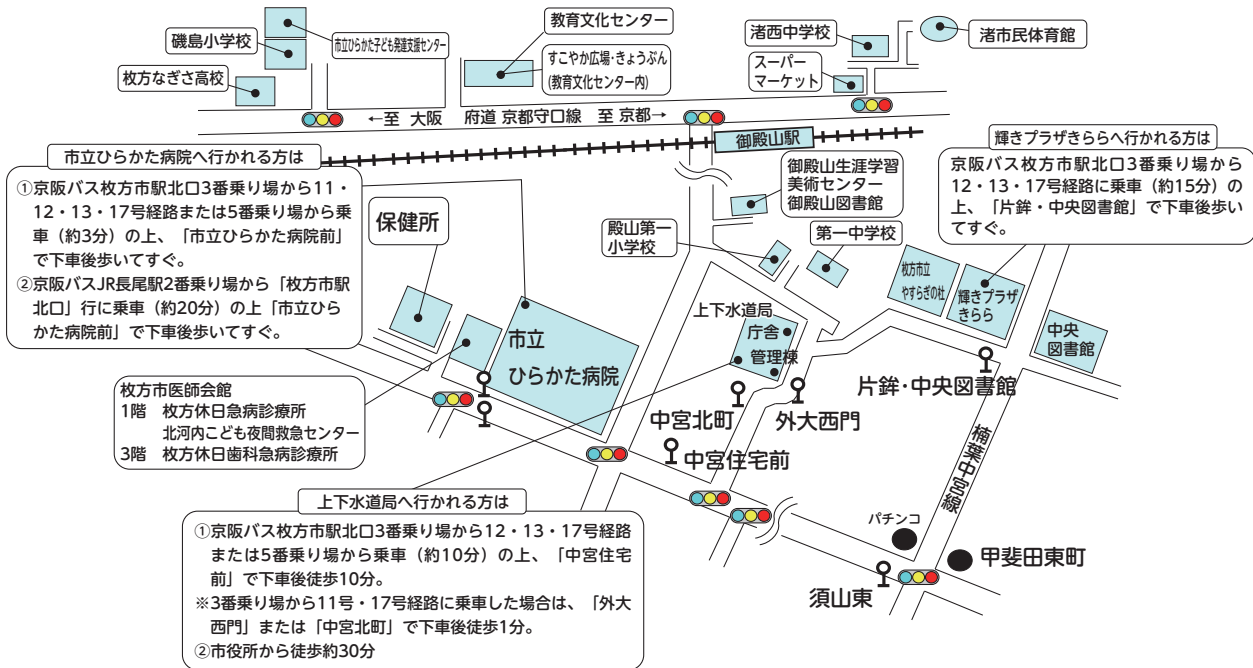 教育文化センター
市立ひらかた子ども発達支援センター
磯島小学校
渚西中学校
渚市民体育館
すこやか広場・きょうぶん
(教育文化センター内)
スーパー
マーケット
枚方なぎさ高校
←至 大阪 府道 京都守口線 至 京都→
御殿山駅
市立ひらかた病院へ行かれる方は
①京阪バス枚方市駅北口3番乗り場から11・
12・13・17号経路または5番乗り場から乗
車（約3分）の上、「市立ひらかた病院前」
で下車後歩いてすぐ。
②京阪バスJR長尾駅2番乗り場から「枚方市駅
北口」行に乗車（約20分）の上「市立ひら
かた病院前」で下車後歩いてすぐ。
輝きプラザきららへ行かれる方は
京阪バス枚方市駅北口3番乗り場から
12・13・17号経路に乗車（約15分）の
上、「片鉾・中央図書館」で下車後歩い
てすぐ。
御殿山生涯学習
美術センター
御殿山図書館
保健所
殿山第一
小学校
第一中学校
枚方市立
やすらぎの杜
輝きプラザ
きらら
中央
図書館
上下水道局
庁舎
管理棟
市立
ひらかた病院
片鉾・中央図書館
中宮北町
外大西門
枚方市医師会館
1階 枚方休日急病診療所
北河内こども夜間救急センター
3階 枚方休日歯科急病診療所
中宮住宅前
楠葉中宮線
上下水道局へ行かれる方は
①京阪バス枚方市駅北口3番乗り場から12・13・17号経路
または5番乗り場から乗車（約10分）の上、「中宮住宅
前」で下車後徒歩10分。
※3番乗り場から11号・17号経路に乗車した場合は、「外大
西門」または「中宮北町」で下車後徒歩1分。
②市役所から徒歩約30分
パチンコ
甲斐田東町
須山東